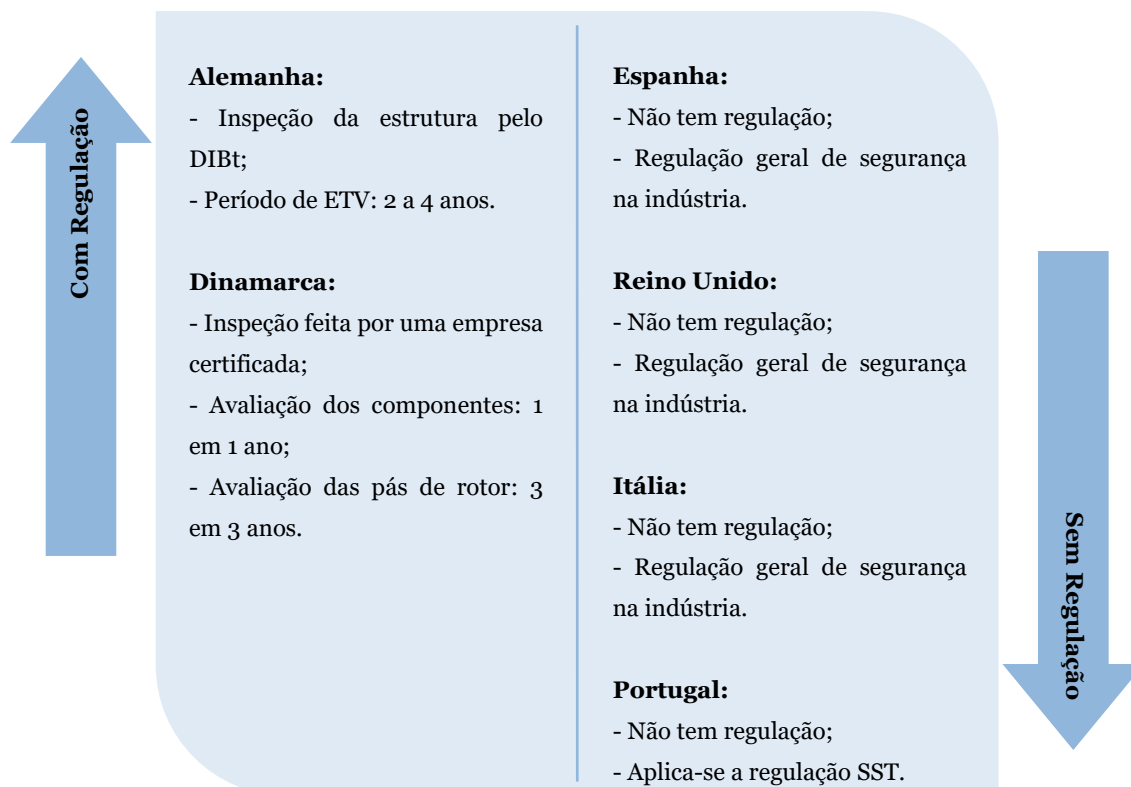 Com Regulação
Alemanha:
- Inspeção da estrutura pelo
DIBt;
- Período de ETV: 2 a 4 anos.
Dinamarca:
- Inspeção feita por uma empresa
certificada;
- Avaliação dos componentes: 1
em 1 ano;
- Avaliação das pás de rotor: 3
em 3 anos.
Espanha:
- Não tem regulação;
- Regulação geral de segurança
na indústria.
Reino Unido:
- Não tem regulação;
- Regulação geral de segurança
na indústria.
Itália:
- Não tem regulação;
- Regulação geral de segurança
na indústria.
Portugal:
- Não tem regulação;
- Aplica-se a regulação SST.
Sem Regulação